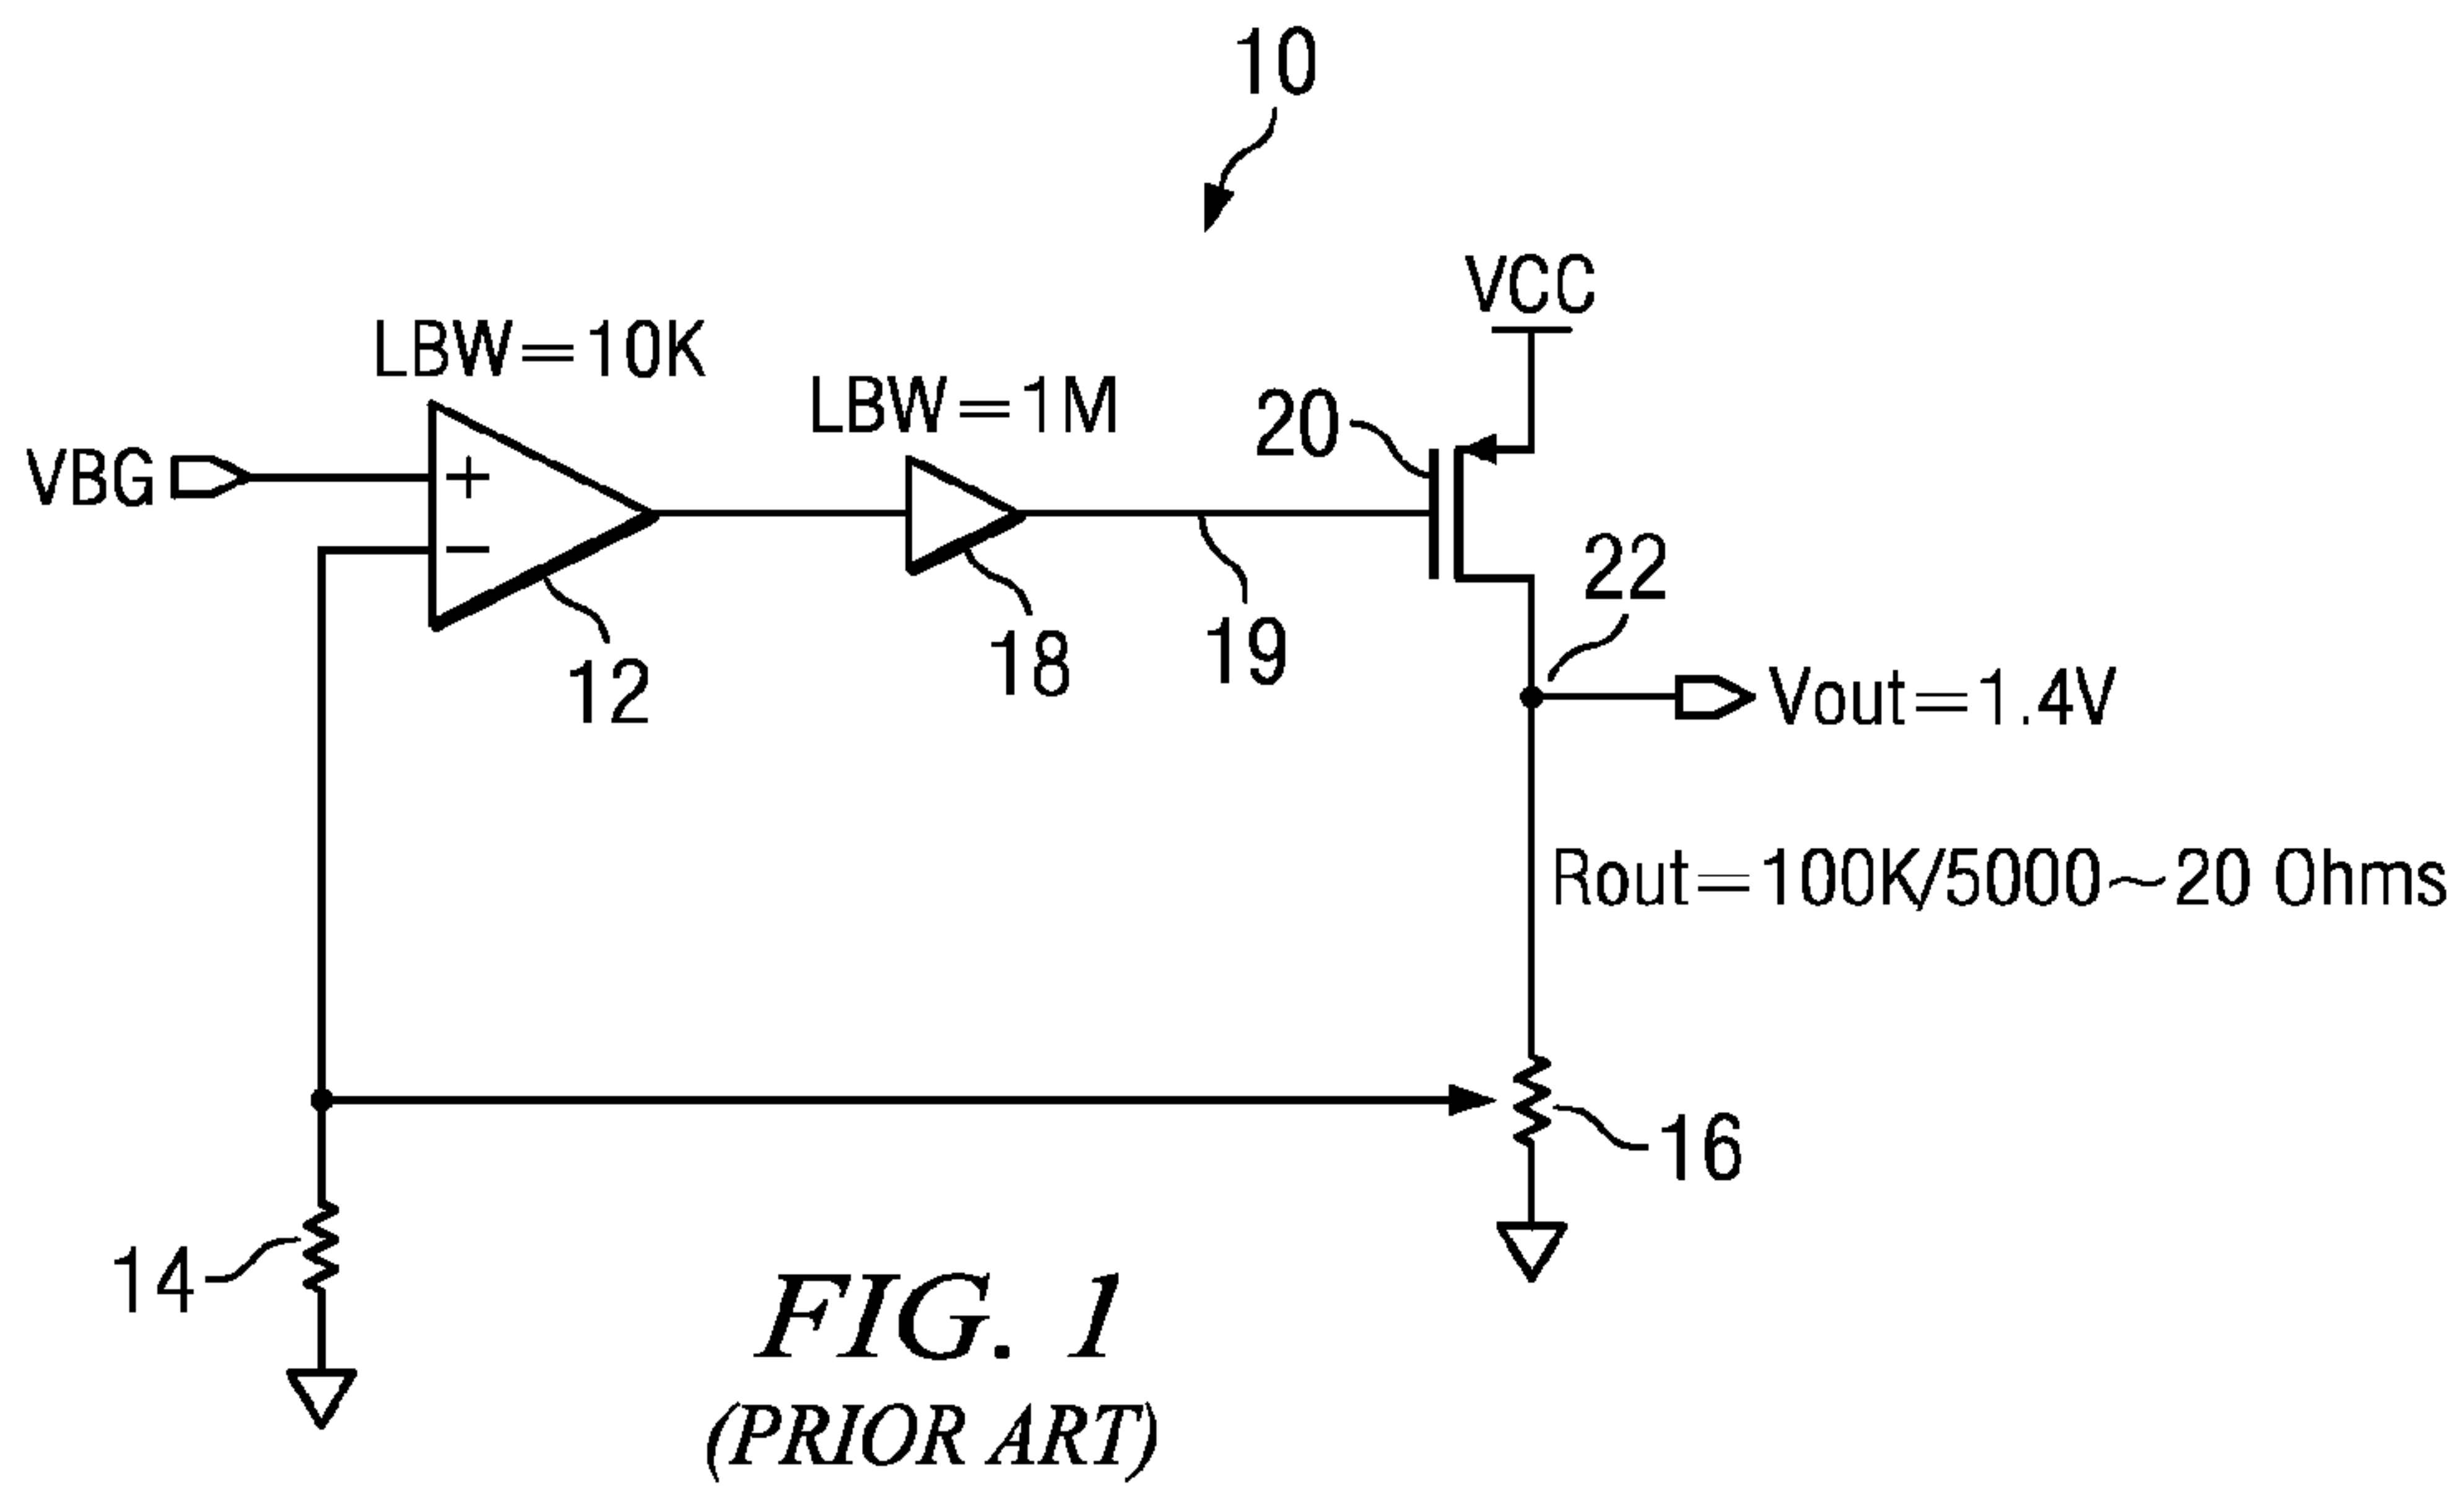 10
VCC
LBW=10K
LBW=1M
20
VBG
+
−
22
12
18
19
Vout=1.4V
Rout=100K/5000~20 Ohms
16
14
FIG. 1
(PRIOR ART)